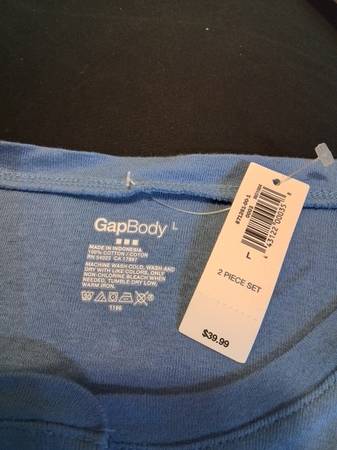 GapBody L
MADE IN INDONESIA
100% COTTON / COTON
RN 54023 CA 17897
MACHINE WASH COLD, WASH AND
DRY WITH LIKE COLORS, ONLY
NON-CHLORINE BLEACH WHEN
NEEDED, TUMBLE DRY LOW,
WARM IRON.
1186
L
2 PIECE SET
$39.99